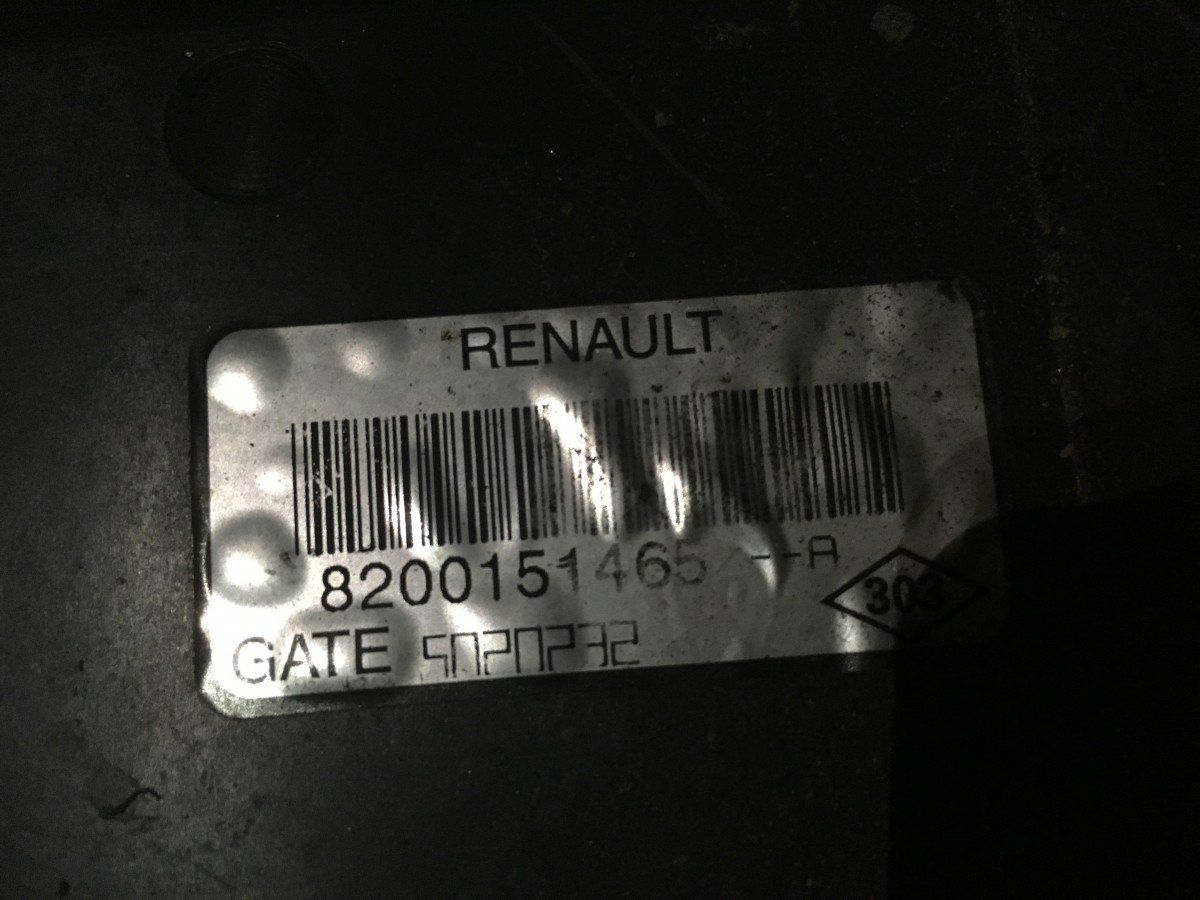 RENAULT
8200151465 --A
303
GATE 5020232